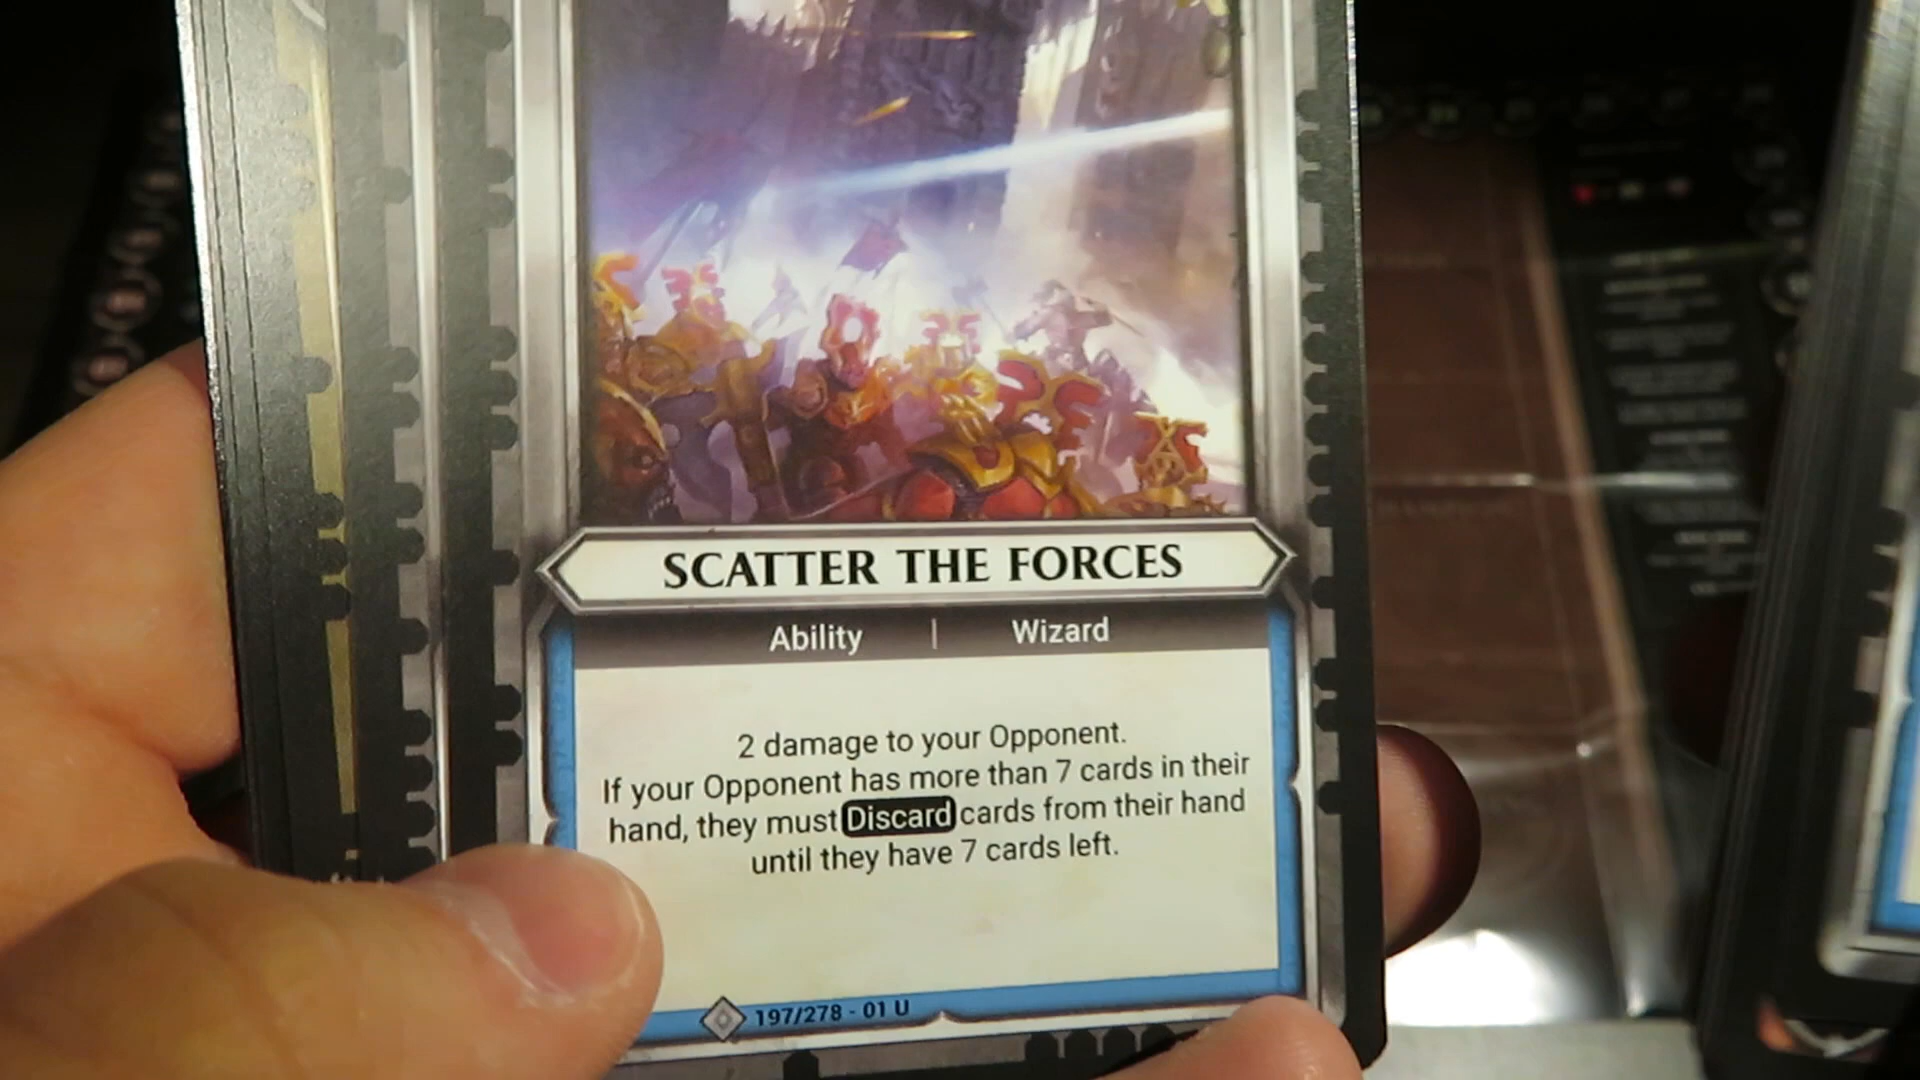 SCATTER THE FORCES
Ability | Wizard
2 damage to your Opponent.
If your Opponent has more than 7 cards in their
hand, they must Discard cards from their hand
until they have 7 cards left.
197/278 - 01 U